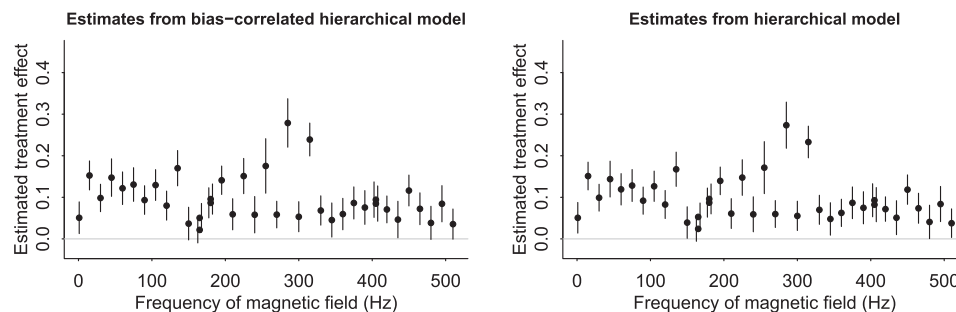 Estimates from bias−corrected hierarchical model
Estimated treatment effect
0.0 0.1 0.2 0.3 0.4
0 100 200 300 400 500
Frequency of magnetic field (Hz)
Estimates from hierarchical model
Estimated treatment effect
0.0 0.1 0.2 0.3 0.4
0 100 200 300 400 500
Frequency of magnetic field (Hz)